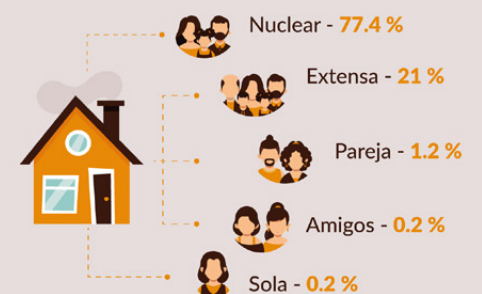 Nuclear - 77.4 %
Extensa - 21 %
Pareja - 1.2 %
Amigos - 0.2 %
Sola - 0.2 %